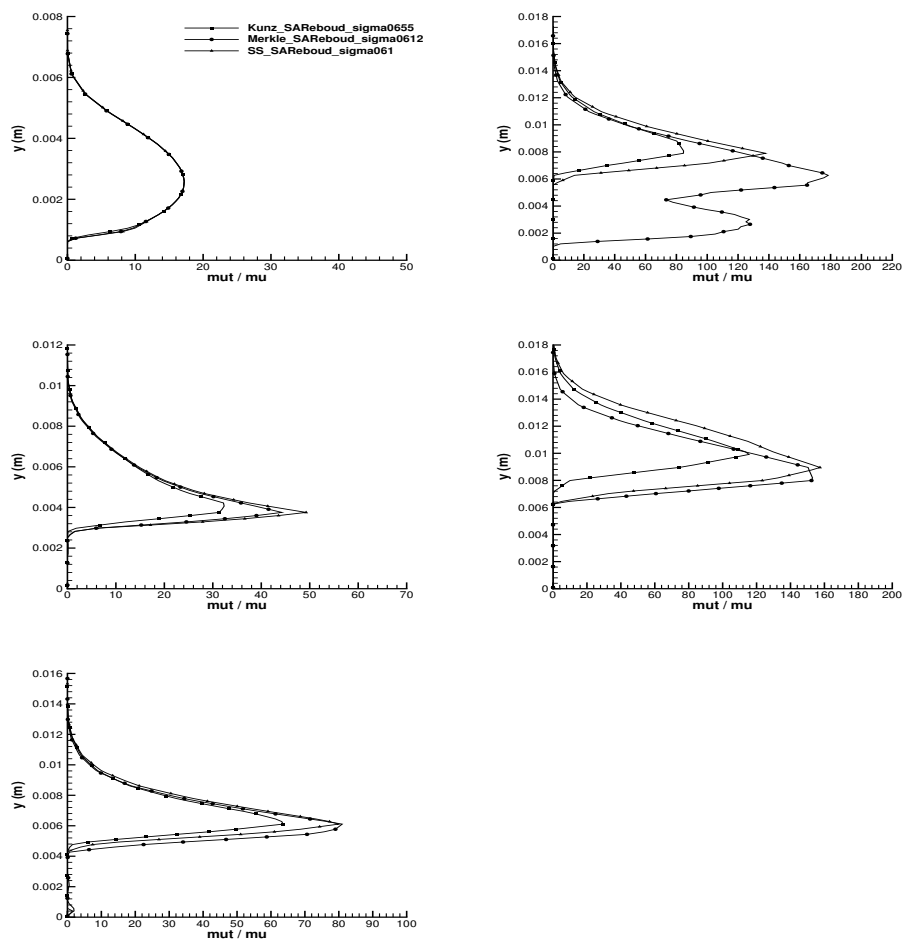 Kunz_SAReboud_sigma0655
Merkle_SAReboud_sigma0612
SS_SAReboud_sigma061
0.008
0.006
0.004
0.002
0
y (m)
0 10 20 30 40 50
mut / mu
0.018
0.016
0.014
0.012
0.01
0.008
0.006
0.004
0.002
0
y (m)
0 20 40 60 80 100 120 140 160 180 200 220
mut / mu
0.012
0.01
0.008
0.006
0.004
0.002
0
y (m)
0 10 20 30 40 50 60 70
mut / mu
0.018
0.016
0.014
0.012
0.01
0.008
0.006
0.004
0.002
0
y (m)
0 20 40 60 80 100 120 140 160 180 200
mut / mu
0.016
0.014
0.012
0.01
0.008
0.006
0.004
0.002
0
y (m)
0 10 20 30 40 50 60 70 80 90 100
mut / mu